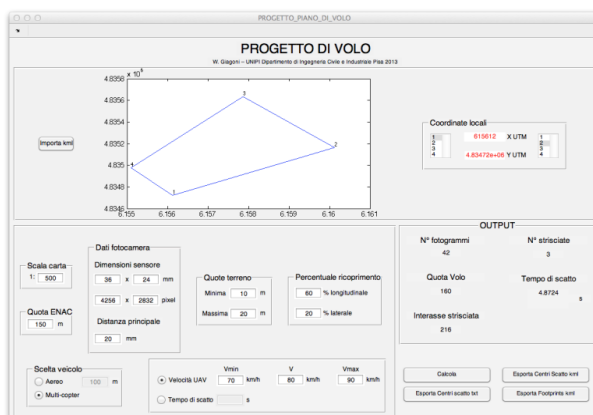 PROGETTO_PIANO_DI_VOLO
PROGETTO DI VOLO
W. Giagoni – UNIPI Dipartimento di Ingegneria Civile e Industriale Pisa 2013
x 10
6
4.8358
4.8356
4.8354
4.8352
4.835
4.8348
4.8346
6.155 6.156 6.157 6.158 6.159 6.16 6.161
3
2
4
1
Importa kml
Coordinate locali
1
2
3
4
615612 X UTM
4.83472e+06 Y UTM
1
2
3
4
Scala carta
1: 500
Quota ENAC
150 m
Dati fotocamera
Dimensioni sensore
36 x 24 mm
4256 x 2832 pixel
Distanza principale
20 mm
Quote terreno
Minima 10 m
Massima 20 m
Percentuale ricoprimento
60 % longitudinale
20 % laterale
Scelta veicolo
Aereo 100 m
Multi-copter
Vmin V Vmax
Velocità UAV 70 km/h 80 km/h 90 km/h
Tempo di scatto s
OUTPUT
N° fotogrammi
42
N° strisciate
3
Quota Volo
160
Tempo di scatto
4.8724 s
Interasse strisciata
216
Calcola
Esporta Centri Scatto kml
Esporta Centri scatto txt
Esporta Footprints kml